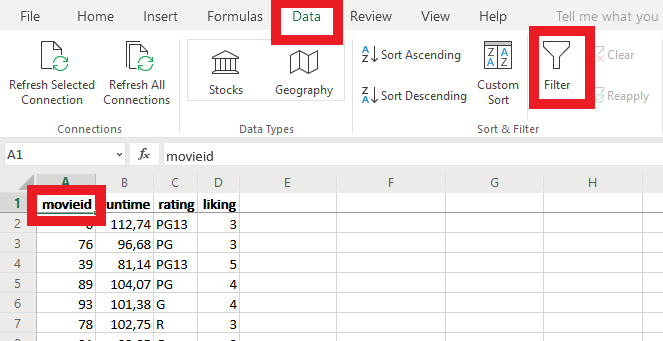 File Home Insert Formulas Data Review View Help Tell me what you
Refresh Selected Connection
Refresh All Connections
Stocks
Geography
Sort Ascending
Sort Descending
Custom Sort
Filter
Clear
Reapply
Connections Data Types Sort & Filter
A1 fx movieid
A B C D E F G H
1 movieid untime rating liking
2 112,74 PG13 3
3 76 96,68 PG 3
4 39 81,14 PG13 5
5 89 104,07 PG 4
6 93 101,38 G 4
7 78 102,75 R 3